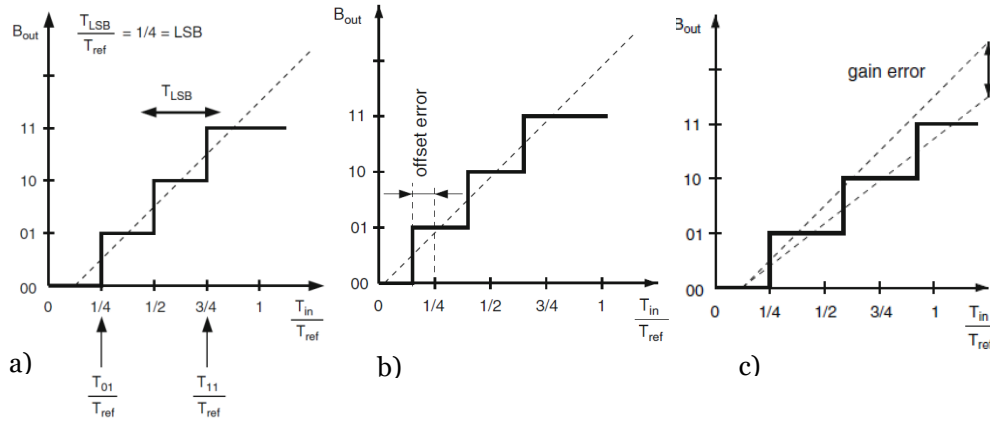 B_out
T_LSB / T_ref = 1/4 = LSB
T_LSB
11
10
01
00
0 1/4 1/2 3/4 1 T_in / T_ref
T_01 / T_ref
T_11 / T_ref
a)
B_out
offset error
11
10
01
00
0 1/4 1/2 3/4 1 T_in / T_ref
b)
B_out
gain error
11
10
01
00
0 1/4 1/2 3/4 1 T_in / T_ref
c)